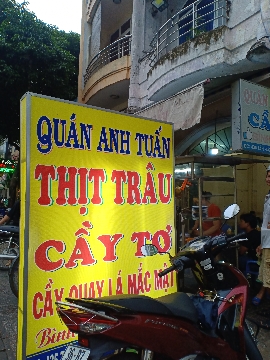 QUÁN ANH TUẤN
THỊT TRÂU
CẦY TƠ
CẦY QUAY LÁ MẮC MẬT